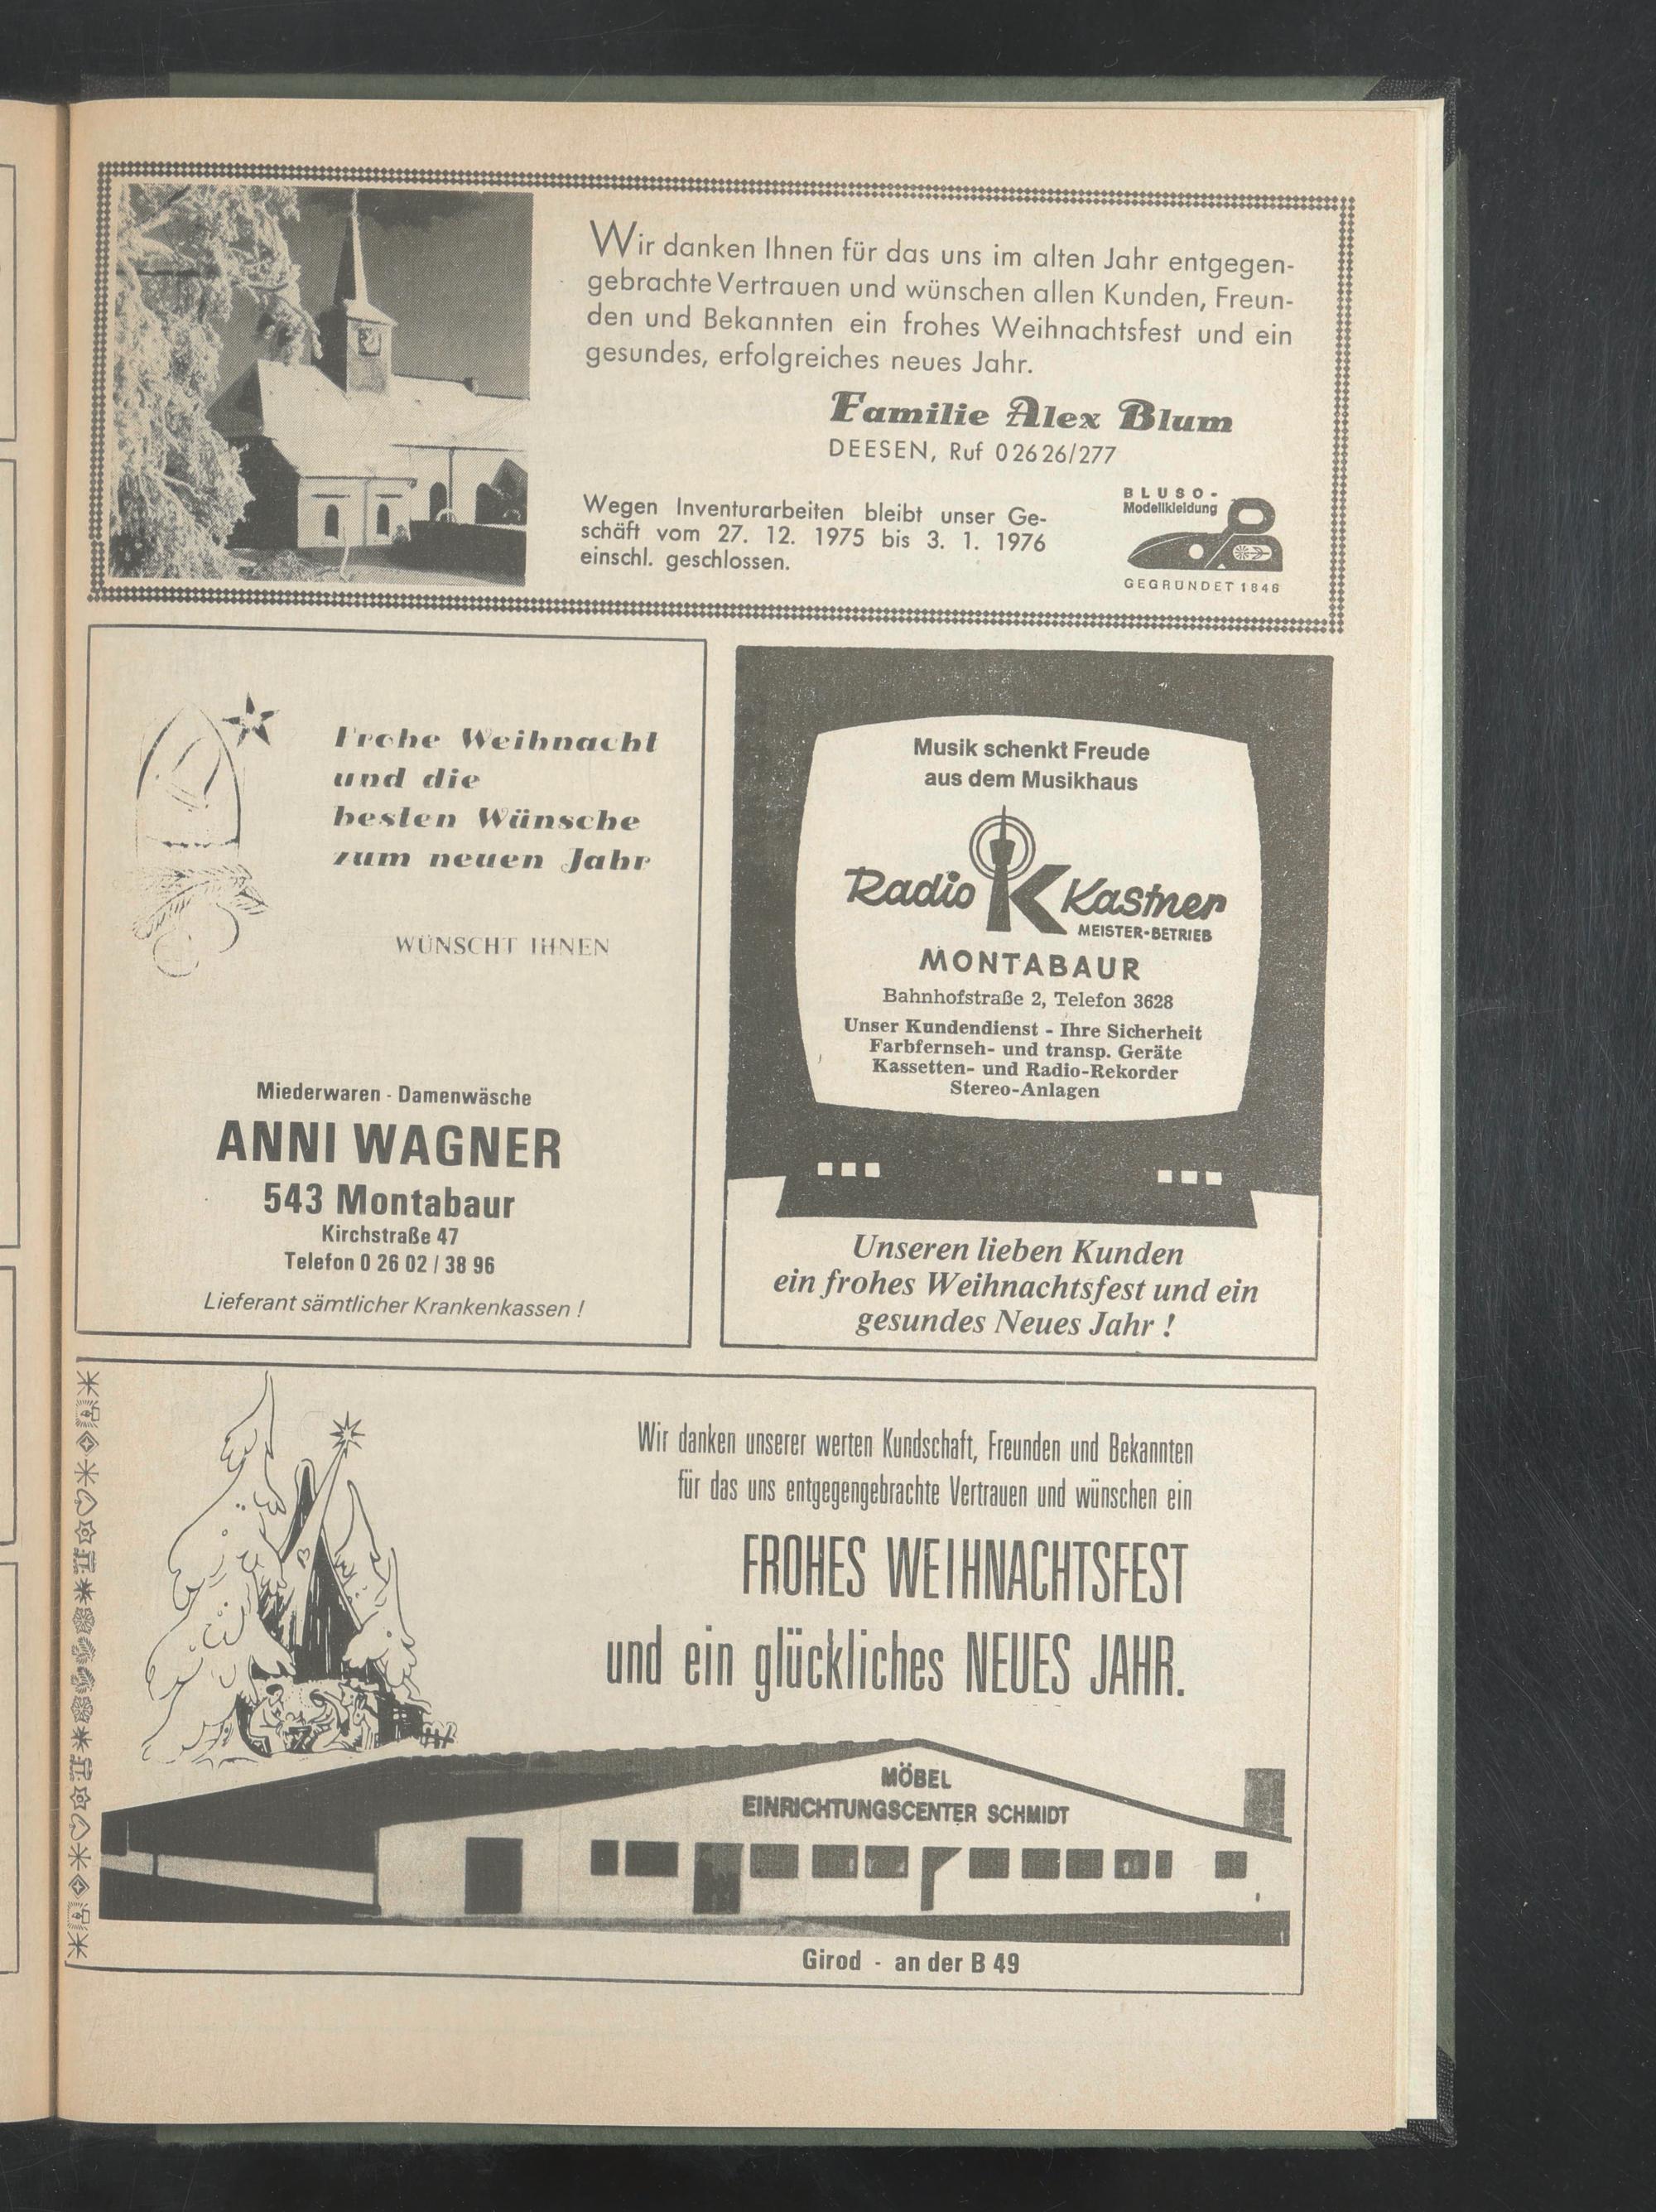 Wir danken Ihnen für das uns im alten Jahr entgegen-
gebrachte Vertrauen und wünschen allen Kunden, Freun-
den und Bekannten ein frohes Weihnachtsfest und ein
gesundes, erfolgreiches neues Jahr.
Familie Alex Blum
DEESEN, Ruf 02626/277
Wegen Inventurarbeiten bleibt unser Ge-
schäft vom 27. 12. 1975 bis 3. 1. 1976
einschl. geschlossen.
BLUSO-
Modellkleidung
GEGRÜNDET 1846
Frohe Weihnacht
und die
besten Wünsche
zum neuen Jahr
WÜNSCHT IHNEN
Miederwaren - Damenwäsche
ANNI WAGNER
543 Montabaur
Kirchstraße 47
Telefon 0 26 02 / 38 96
Lieferant sämtlicher Krankenkassen !
Musik schenkt Freude
aus dem Musikhaus
Radio K Kastner
MEISTER-BETRIEB
MONTABAUR
Bahnhofstraße 2, Telefon 3628
Unser Kundendienst - Ihre Sicherheit
Farbfernseh- und transp. Geräte
Kassetten- und Radio-Rekorder
Stereo-Anlagen
Unseren lieben Kunden
ein frohes Weihnachtsfest und ein
gesundes Neues Jahr !
Wir danken unserer werten Kundschaft, Freunden und Bekannten
für das uns entgegengebrachte Vertrauen und wünschen ein
FROHES WEIHNACHTSFEST
und ein glückliches NEUES JAHR.
MÖBEL
EINRICHTUNGSCENTER SCHMIDT
Girod - an der B 49